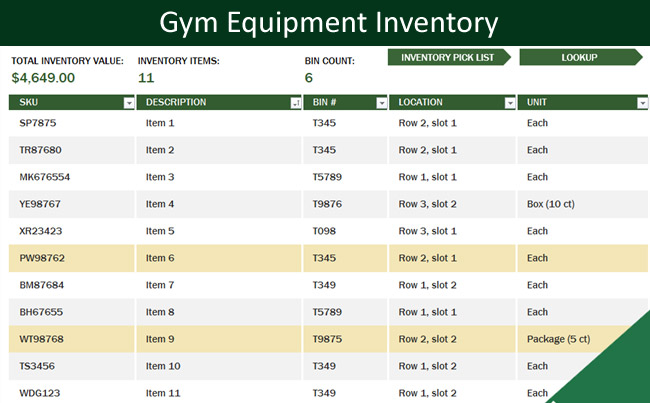 Gym Equipment Inventory
TOTAL INVENTORY VALUE: INVENTORY ITEMS: BIN COUNT: INVENTORY PICK LIST LOOKUP
$4,649.00 11 6
SKU DESCRIPTION BIN # LOCATION UNIT
SP7875 Item 1 T345 Row 2, slot 1 Each
TR87680 Item 2 T345 Row 2, slot 1 Each
MK676554 Item 3 T5789 Row 1, slot 1 Each
YE98767 Item 4 T9876 Row 3, slot 2 Box (10 ct)
XR23423 Item 5 T098 Row 3, slot 1 Each
PW98762 Item 6 T345 Row 2, slot 1 Each
BM87684 Item 7 T349 Row 1, slot 2 Each
BH67655 Item 8 T5789 Row 1, slot 1 Each
WT98768 Item 9 T9875 Row 2, slot 2 Package (5 ct)
TS3456 Item 10 T349 Row 1, slot 2 Each
WDG123 Item 11 T349 Row 1, slot 2 Each